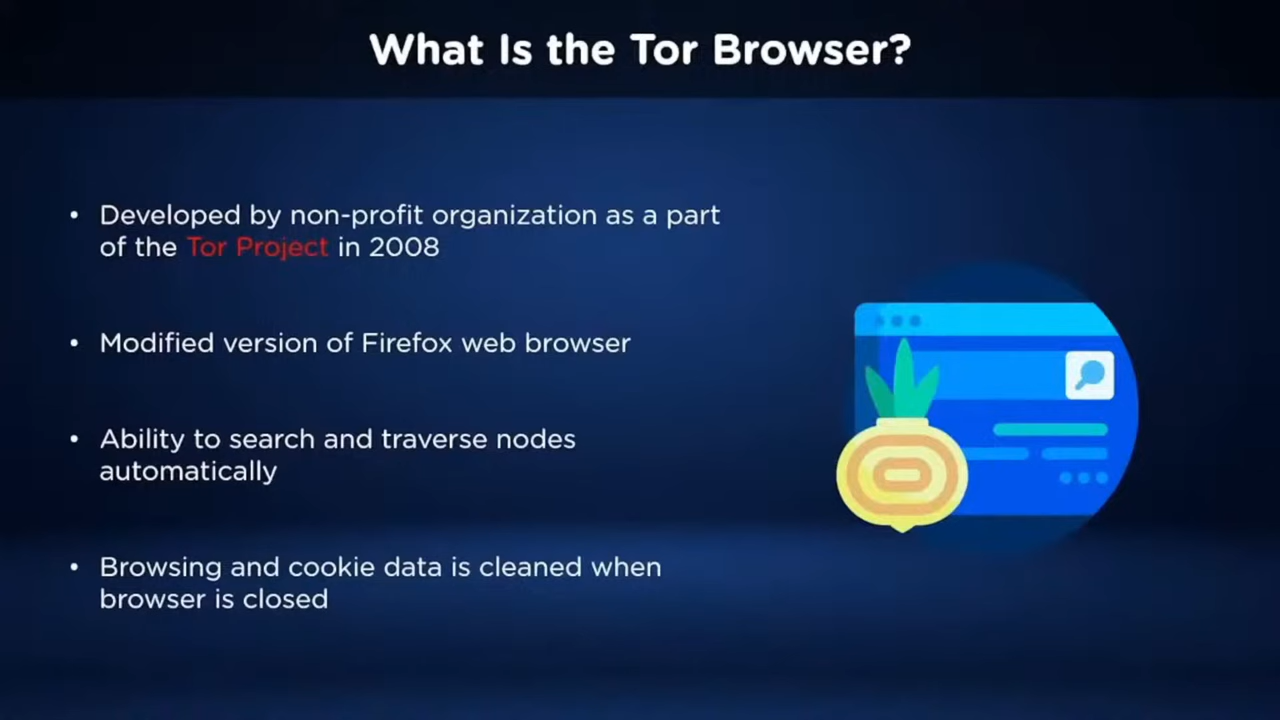 What Is the Tor Browser?
• Developed by non-profit organization as a part
of the Tor Project in 2008
• Modified version of Firefox web browser
• Ability to search and traverse nodes
automatically
• Browsing and cookie data is cleaned when
browser is closed